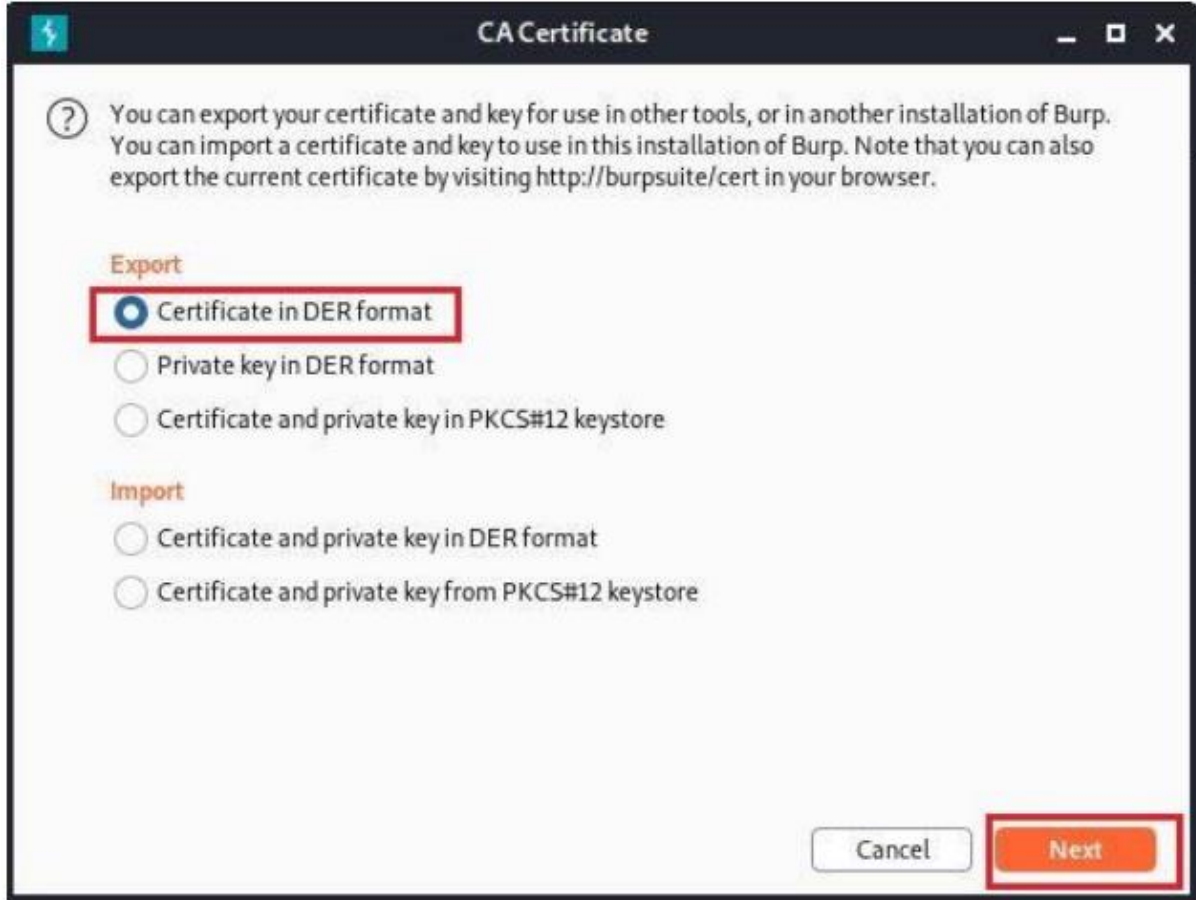 CA Certificate
You can export your certificate and key for use in other tools, or in another installation of Burp.
You can import a certificate and key to use in this installation of Burp. Note that you can also
export the current certificate by visiting http://burpsuite/cert in your browser.
Export
Certificate in DER format
Private key in DER format
Certificate and private key in PKCS#12 keystore
Import
Certificate and private key in DER format
Certificate and private key from PKCS#12 keystore
Cancel
Next